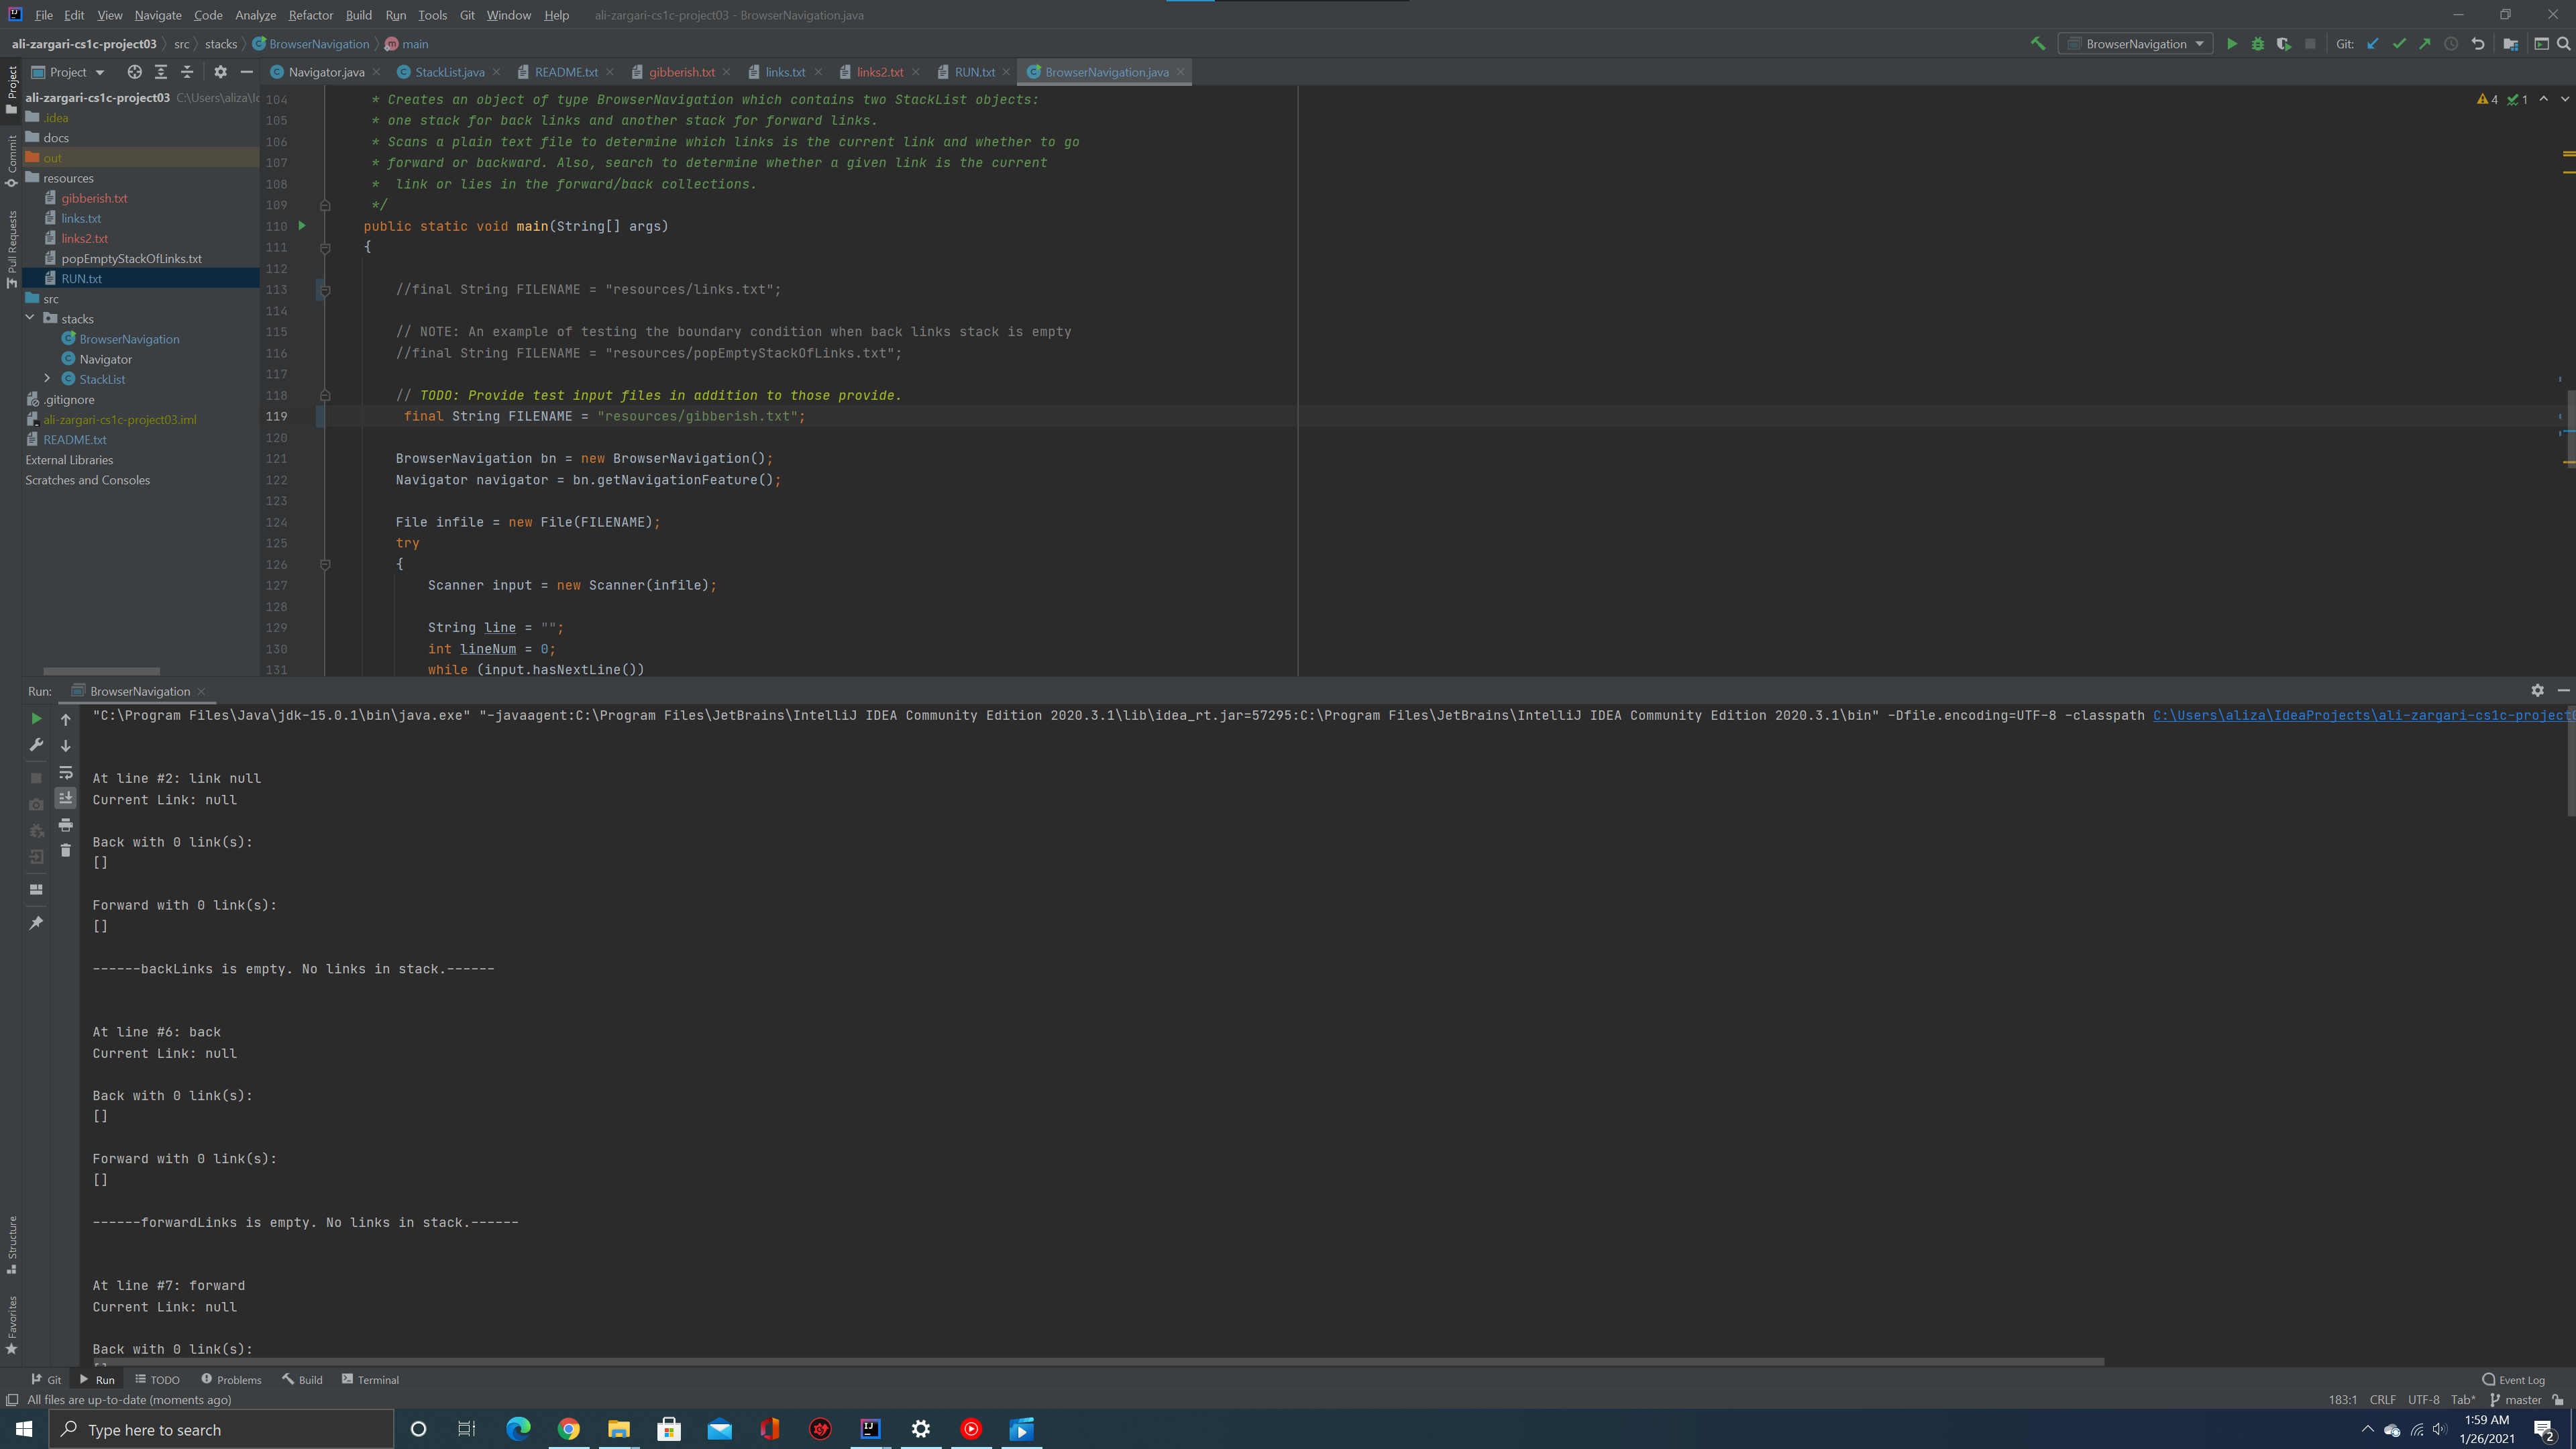 File Edit View Navigate Code Analyze Refactor Build Run Tools Git Window Help ali-zargari-cs1c-project03 - BrowserNavigation.java
ali-zargari-cs1c-project03 src stacks BrowserNavigation main
BrowserNavigation Git:
Project
Navigator.java StackList.java README.txt gibberish.txt links.txt links2.txt RUN.txt BrowserNavigation.java
Project
Commit
Pull Requests
ali-zargari-cs1c-project03 C:\Users\aliza\Id
.idea
docs
out
resources
gibberish.txt
links.txt
links2.txt
popEmptyStackOfLinks.txt
RUN.txt
src
stacks
BrowserNavigation
Navigator
StackList
.gitignore
ali-zargari-cs1c-project03.iml
README.txt
External Libraries
Scratches and Consoles
4 1
104 * Creates an object of type BrowserNavigation which contains two StackList objects:
105 * one stack for back links and another stack for forward links.
106 * Scans a plain text file to determine which links is the current link and whether to go
107 * forward or backward. Also, search to determine whether a given link is the current
108 *  link or lies in the forward/back collections.
109 */
110 public static void main(String[] args)
111 {
112
113 //final String FILENAME = "resources/links.txt";
114
115 // NOTE: An example of testing the boundary condition when back links stack is empty
116 //final String FILENAME = "resources/popEmptyStackOfLinks.txt";
117
118 // TODO: Provide test input files in addition to those provide.
119 final String FILENAME = "resources/gibberish.txt";
120
121 BrowserNavigation bn = new BrowserNavigation();
122 Navigator navigator = bn.getNavigationFeature();
123
124 File infile = new File(FILENAME);
125 try
126 {
127 Scanner input = new Scanner(infile);
128
129 String line = "";
130 int lineNum = 0;
131 while (input.hasNextLine())
Run: BrowserNavigation
"C:\Program Files\Java\jdk-15.0.1\bin\java.exe" "-javaagent:C:\Program Files\JetBrains\IntelliJ IDEA Community Edition 2020.3.1\lib\idea_rt.jar=57295:C:\Program Files\JetBrains\IntelliJ IDEA Community Edition 2020.3.1\bin" -Dfile.encoding=UTF-8 -classpath C:\Users\aliza\IdeaProjects\ali-zargari-cs1c-project0
At line #2: link null
Current Link: null
Back with 0 link(s):
[]
Forward with 0 link(s):
[]
------backLinks is empty. No links in stack.------
At line #6: back
Current Link: null
Back with 0 link(s):
[]
Forward with 0 link(s):
[]
------forwardLinks is empty. No links in stack.------
At line #7: forward
Current Link: null
Back with 0 link(s):
Structure
Favorites
Git Run TODO Problems Build Terminal Event Log
All files are up-to-date (moments ago) 183:1 CRLF UTF-8 Tab* master
Type here to search
1:59 AM
1/26/2021
2